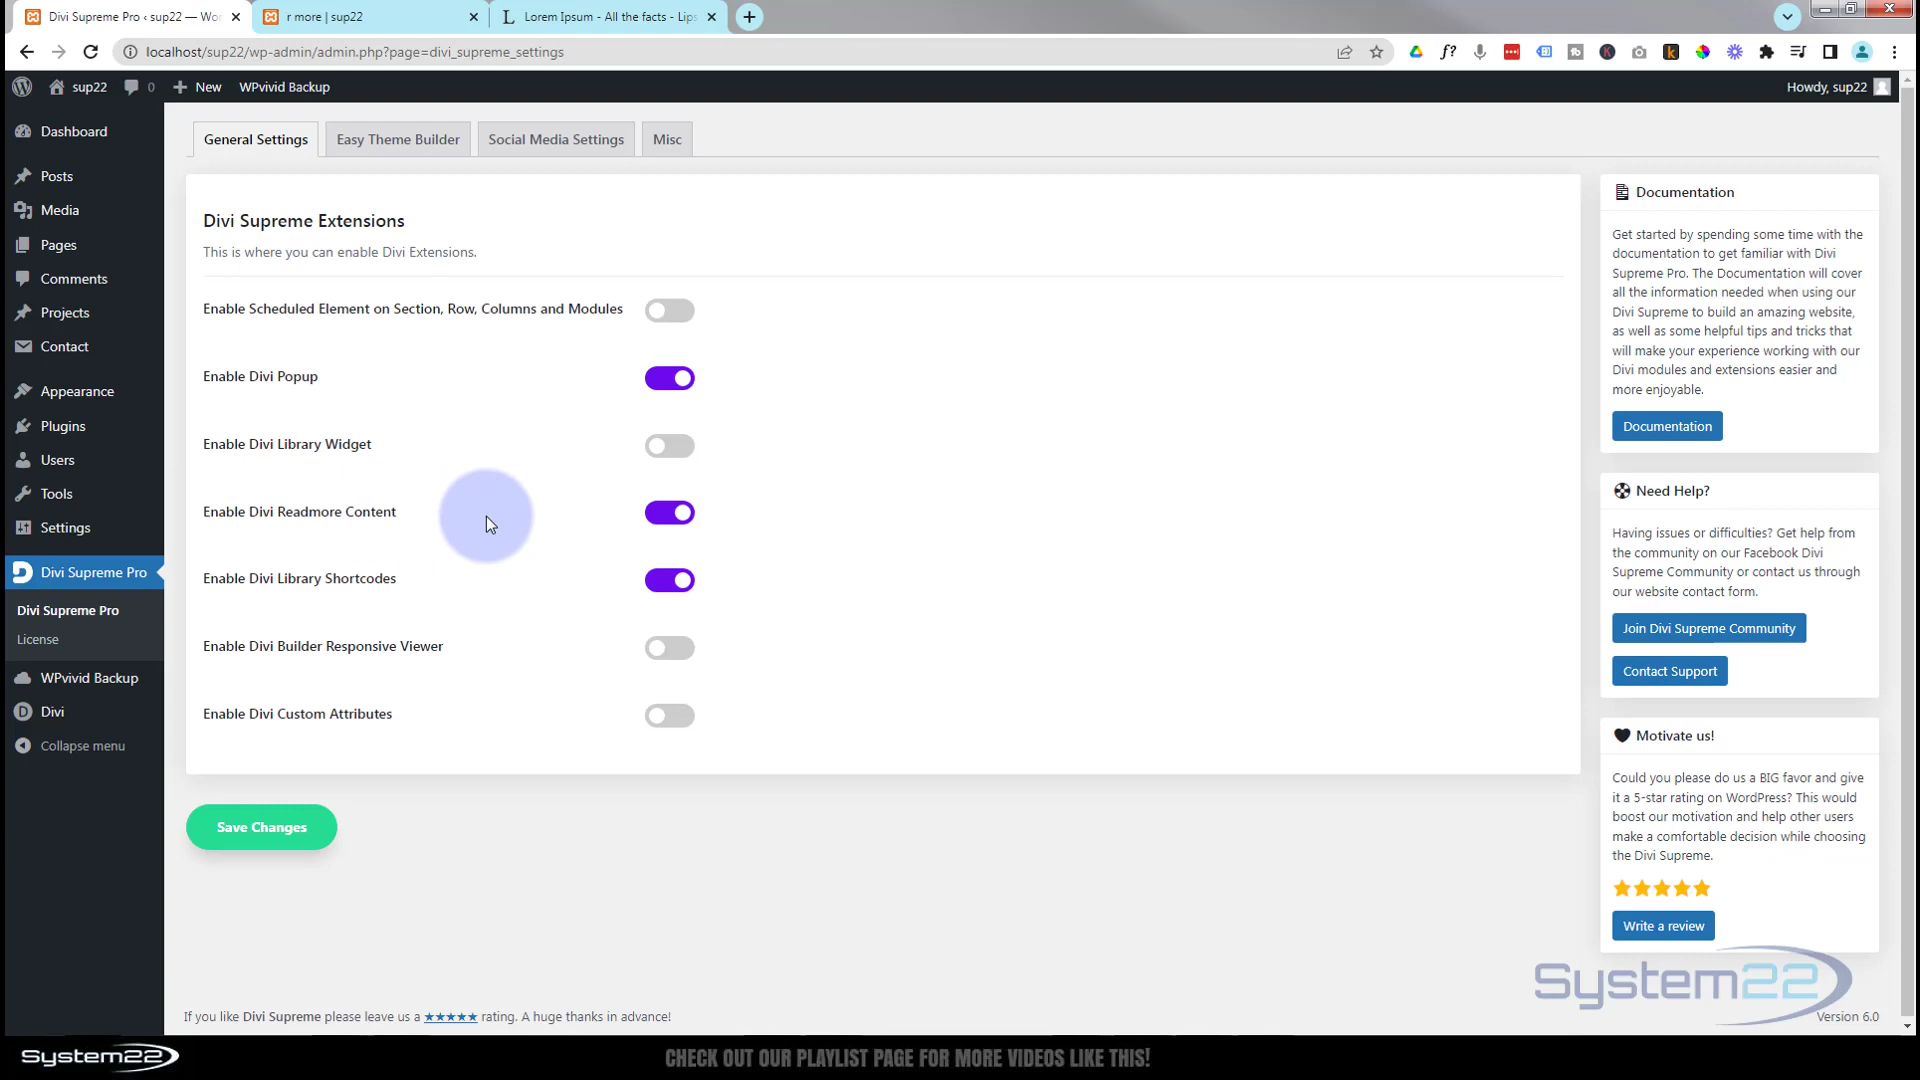 Divi Supreme Pro ‹ sup22 — Wor
r more | sup22
Lorem Ipsum - All the facts - Lips
localhost/sup22/wp-admin/admin.php?page=divi_supreme_settings
sup22
0
New
WPvivid Backup
Howdy, sup22
Dashboard
Posts
Media
Pages
Comments
Projects
Contact
Appearance
Plugins
Users
Tools
Settings
Divi Supreme Pro
Divi Supreme Pro
License
WPvivid Backup
Divi
Collapse menu
General Settings
Easy Theme Builder
Social Media Settings
Misc
Divi Supreme Extensions
This is where you can enable Divi Extensions.
Enable Scheduled Element on Section, Row, Columns and Modules
Enable Divi Popup
Enable Divi Library Widget
Enable Divi Readmore Content
Enable Divi Library Shortcodes
Enable Divi Builder Responsive Viewer
Enable Divi Custom Attributes
Save Changes
Documentation
Get started by spending some time with the
documentation to get familiar with Divi
Supreme Pro. The Documentation will cover
all the information needed when using our
Divi Supreme to build an amazing website,
as well as some helpful tips and tricks that
will make your experience working with our
Divi modules and extensions easier and
more enjoyable.
Documentation
Need Help?
Having issues or difficulties? Get help from
the community on our Facebook Divi
Supreme Community or contact us through
our website contact form.
Join Divi Supreme Community
Contact Support
Motivate us!
Could you please do us a BIG favor and give
it a 5-star rating on WordPress? This would
boost our motivation and help other users
make a comfortable decision while choosing
the Divi Supreme.
Write a review
System22
If you like Divi Supreme please leave us a ★★★★★ rating. A huge thanks in advance!
Version 6.0
System22
CHECK OUT OUR PLAYLIST PAGE FOR MORE VIDEOS LIKE THIS!